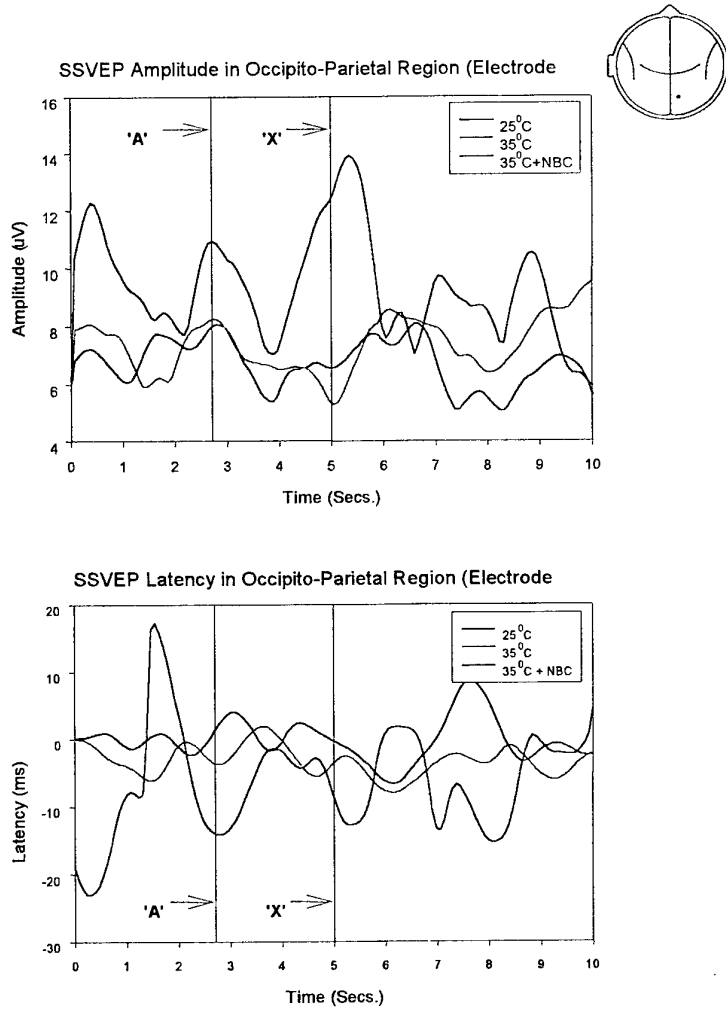 SSVEP Amplitude in Occipito-Parietal Region (Electrode
16
14
12
10
8
6
4
Amplitude (uV)
'A'
'X'
25⁰C
35⁰C
35⁰C+NBC
0 1 2 3 4 5 6 7 8 9 10
Time (Secs.)
SSVEP Latency in Occipito-Parietal Region (Electrode
20
10
0
-10
-20
-30
Latency (ms)
25⁰C
35⁰C
35⁰C + NBC
'A'
'X'
0 1 2 3 4 5 6 7 8 9 10
Time (Secs.)